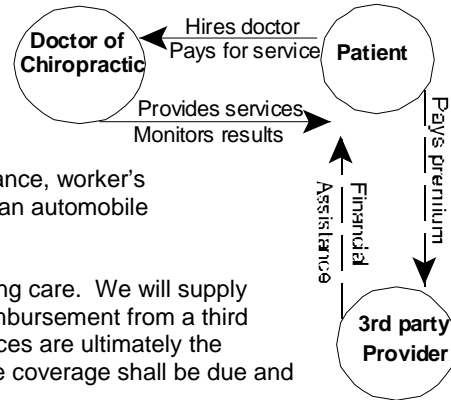 Hires doctor
Doctor of
Chiropractic
Pays for service
Patient
Provides services
Monitors results
Pays premium
Financial
Assistance
ance, worker's
an automobile
ng care. We will supply
mbursement from a third
ces are ultimately the
e coverage shall be due and
3rd party
Provider